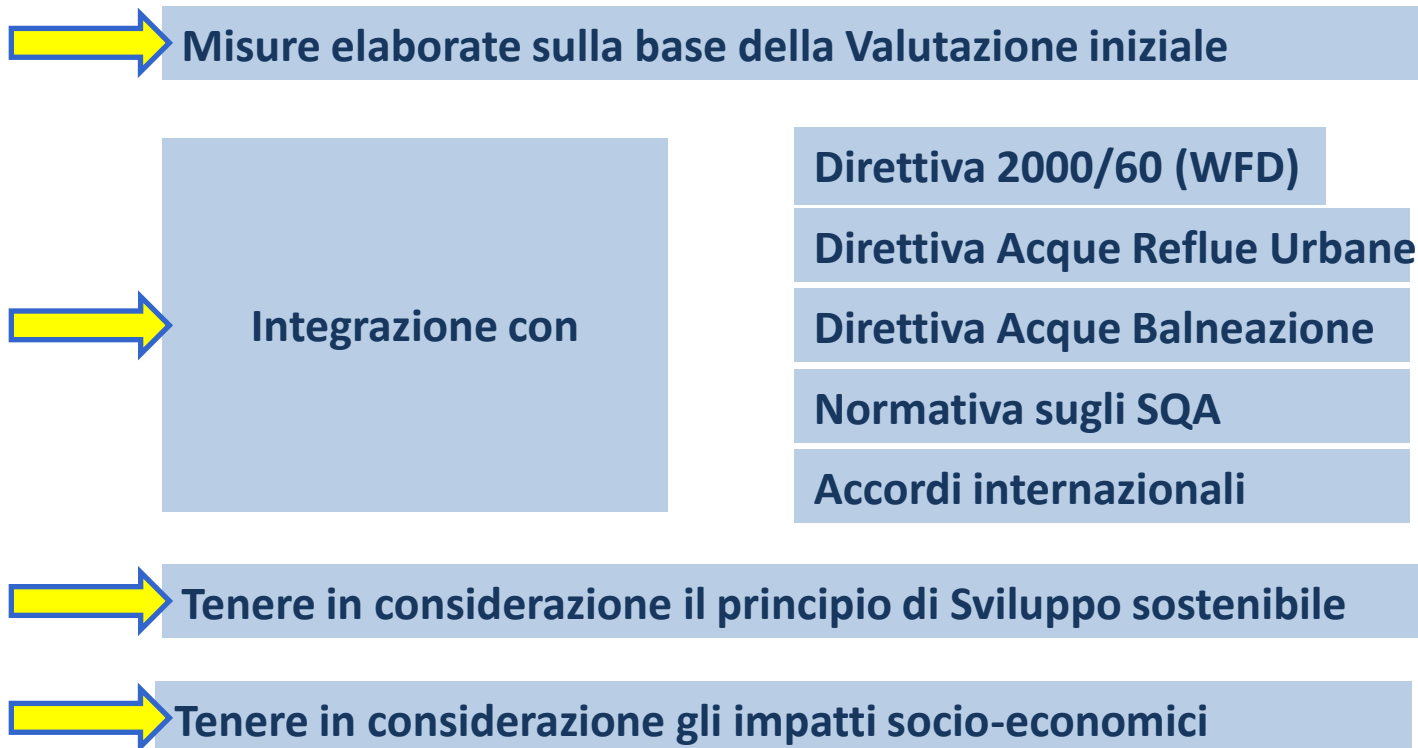 Misure elaborate sulla base della Valutazione iniziale
Integrazione con
Direttiva 2000/60 (WFD)
Direttiva Acque Reflue Urbane
Direttiva Acque Balneazione
Normativa sugli SQA
Accordi internazionali
Tenere in considerazione il principio di Sviluppo sostenibile
Tenere in considerazione gli impatti socio-economici